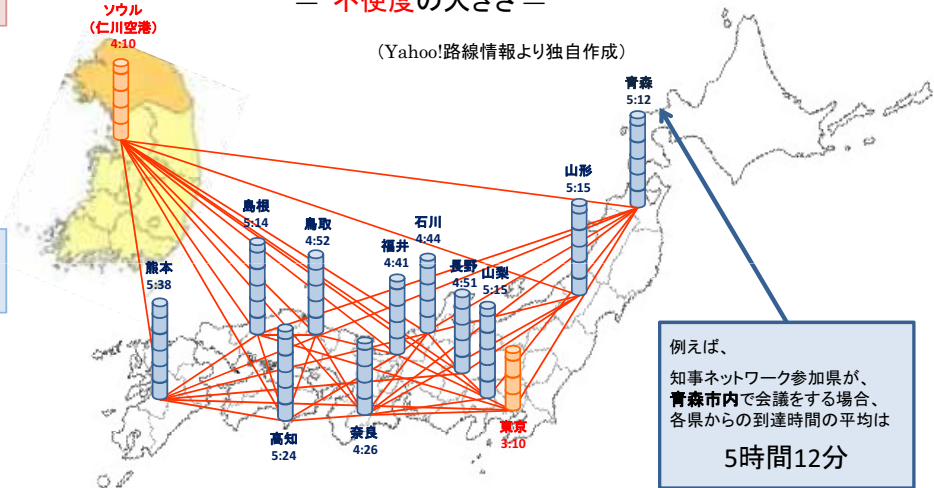 ＝ 不便度の大きさ＝
（Yahoo!路線情報より独自作成）
ソウル
（仁川空港）
4:10
青森
5:12
山形
5:15
島根
5:14
鳥取
4:52
石川
4:44
福井
4:41
長野
4:51
山梨
5:15
熊本
5:38
高知
5:24
奈良
4:26
東京
3:10
例えば、
知事ネットワーク参加県が、
青森市内で会議をする場合、
各県からの到達時間の平均は
5時間12分